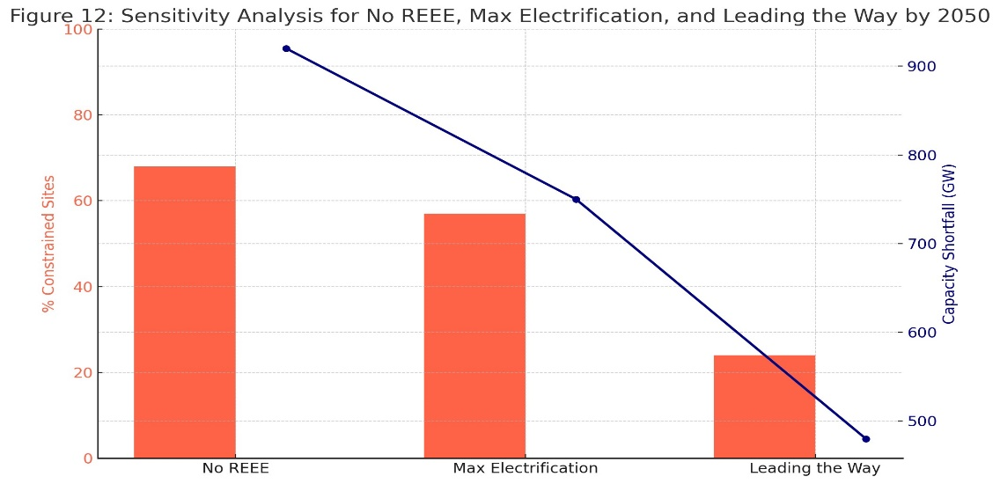 Figure 12: Sensitivity Analysis for No REEE, Max Electrification, and Leading the Way by 2050
% Constrained Sites
100
80
60
40
20
0
900
800
700
600
500
Capacity Shortfall (GW)
No REEE
Max Electrification
Leading the Way